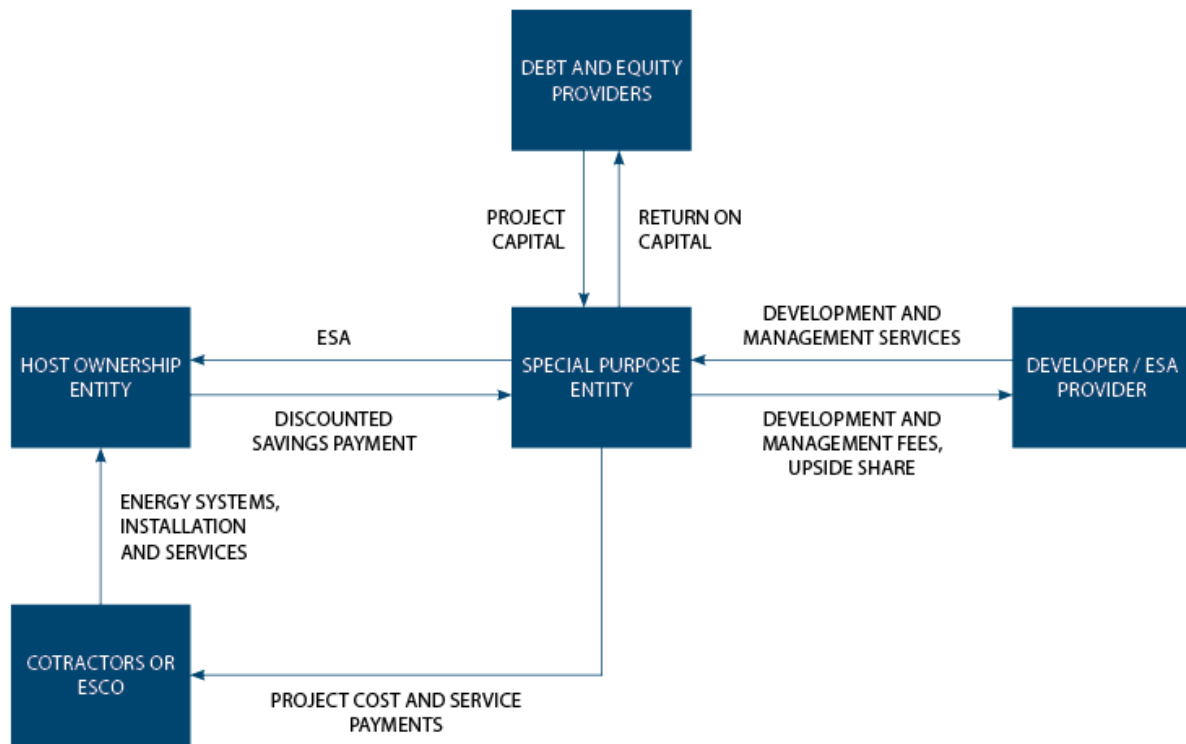 DEBT AND EQUITY
PROVIDERS
PROJECT
CAPITAL
RETURN ON
CAPITAL
HOST OWNERSHIP
ENTITY
ESA
DISCOUNTED
SAVINGS PAYMENT
SPECIAL PURPOSE
ENTITY
DEVELOPMENT AND
MANAGEMENT SERVICES
DEVELOPMENT AND
MANAGEMENT FEES,
UPSIDE SHARE
DEVELOPER / ESA
PROVIDER
ENERGY SYSTEMS,
INSTALLATION
AND SERVICES
COTRACTORS OR
ESCO
PROJECT COST AND SERVICE
PAYMENTS